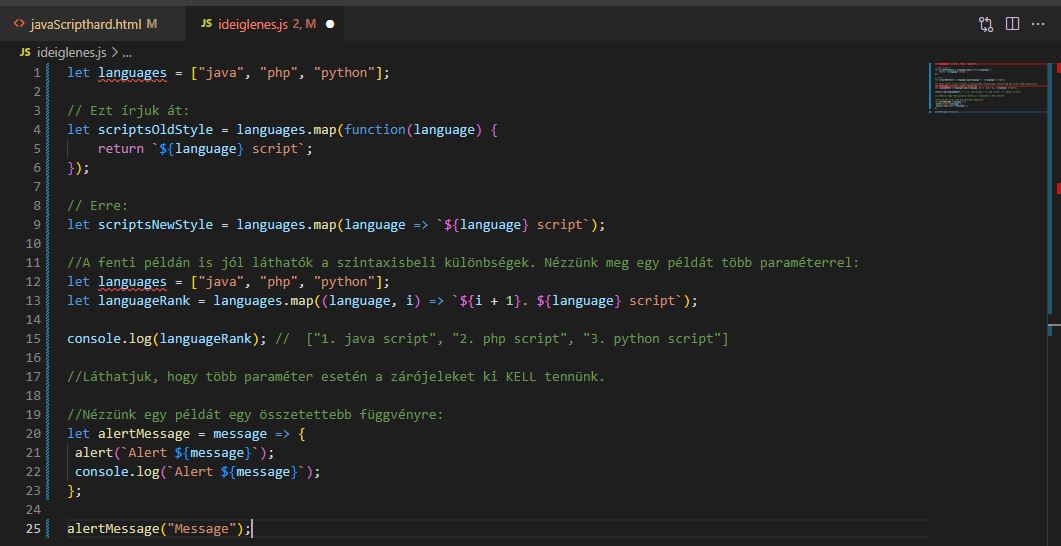 <> javaScripthard.html M
JS ideiglenes.js 2, M ●
JS ideiglenes.js > ...
1 let languages = ["java", "php", "python"];
2
3 // Ezt írjuk át:
4 let scriptsOldStyle = languages.map(function(language) {
5     return `${language} script`;
6 });
7
8 // Erre:
9 let scriptsNewStyle = languages.map(language => `${language} script`);
10
11 //A fenti példán is jól láthatók a szintaxisbeli különbségek. Nézzünk meg egy példát több paraméterrel:
12 let languages = ["java", "php", "python"];
13 let languageRank = languages.map((language, i) => `${i + 1}. ${language} script`);
14
15 console.log(languageRank); //  ["1. java script", "2. php script", "3. python script"]
16
17 //Láthatjuk, hogy több paraméter esetén a zárójeleket ki KELL tennünk.
18
19 //Nézzünk egy példát egy összetettebb függvényre:
20 let alertMessage = message => {
21  alert(`Alert ${message}`);
22  console.log(`Alert ${message}`);
23 };
24
25 alertMessage("Message");